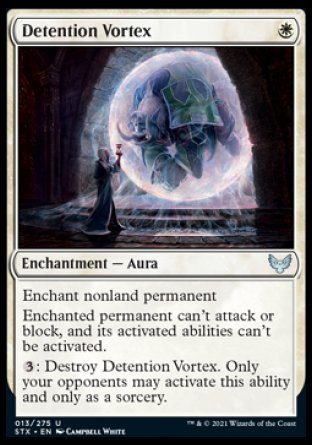 Detention Vortex
Enchantment — Aura
Enchant nonland permanent
Enchanted permanent can't attack or
block, and its activated abilities can't
be activated.
3: Destroy Detention Vortex. Only
your opponents may activate this ability
and only as a sorcery.
013/275 U
STX • EN CAMPBELL WHITE
™ & © 2021 Wizards of the Coast